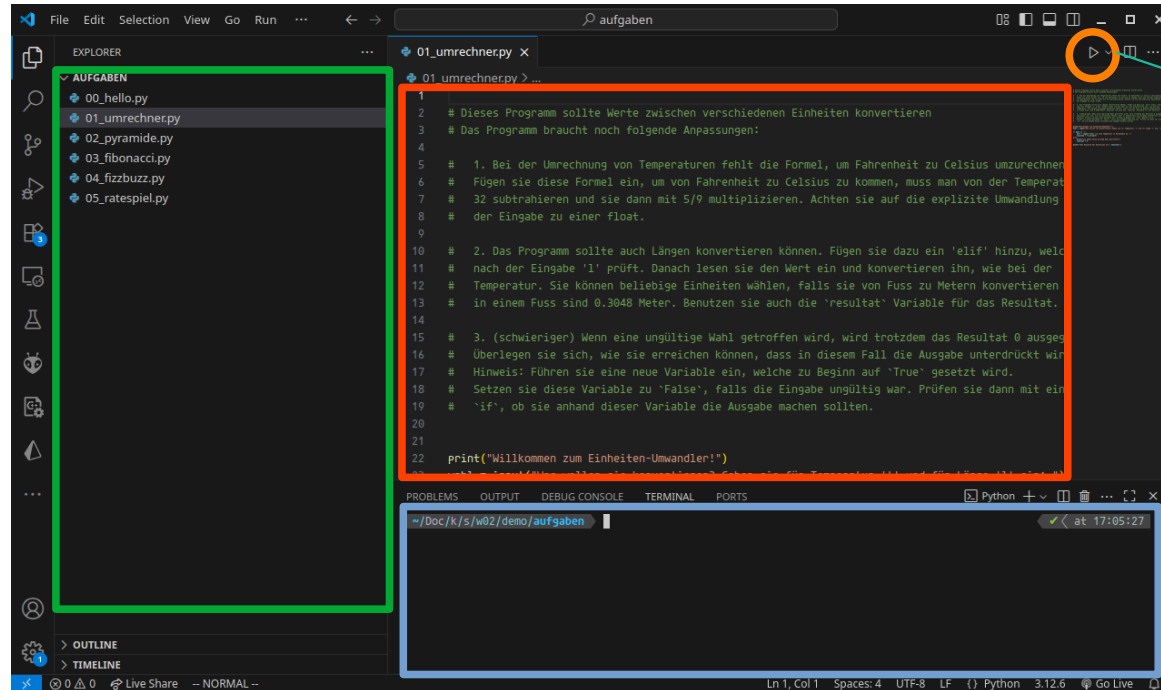 File Edit Selection View Go Run ··· ← → aufgaben
EXPLORER ···
AUFGABEN
00_hello.py
01_umrechner.py
02_pyramide.py
03_fibonacci.py
04_fizzbuzz.py
05_ratespiel.py
OUTLINE
TIMELINE
3
1
01_umrechner.py ×
01_umrechner.py > ...
1
2 # Dieses Programm sollte Werte zwischen verschiedenen Einheiten konvertieren
3 # Das Programm braucht noch folgende Anpassungen:
4
5 # 1. Bei der Umrechnung von Temperaturen fehlt die Formel, um Fahrenheit zu Celsius umzurechnen
6 # Fügen sie diese Formel ein, um von Fahrenheit zu Celsius zu kommen, muss man von der Temperat
7 # 32 subtrahieren und sie dann mit 5/9 multiplizieren. Achten sie auf die explizite Umwandlung
8 # der Eingabe zu einer float.
9
10 # 2. Das Programm sollte auch Längen konvertieren können. Fügen sie dazu ein 'elif' hinzu, welc
11 # nach der Eingabe 'l' prüft. Danach lesen sie den Wert ein und konvertieren ihn, wie bei der
12 # Temperatur. Sie können beliebige Einheiten wählen, falls sie von Fuss zu Metern konvertieren
13 # in einem Fuss sind 0.3048 Meter. Benutzen sie auch die `resultat` Variable für das Resultat.
14
15 # 3. (schwieriger) Wenn eine ungültige Wahl getroffen wird, wird trotzdem das Resultat 0 ausgeg
16 # Überlegen sie sich, wie sie erreichen können, dass in diesem Fall die Ausgabe unterdrückt wir
17 # Hinweis: Führen sie eine neue Variable ein, welche zu Beginn auf `True` gesetzt wird.
18 # Setzen sie diese Variable zu `False`, falls die Eingabe ungültig war. Prüfen sie dann mit ein
19 # `if`, ob sie anhand dieser Variable die Ausgabe machen sollten.
20
21
22 print("Willkommen zum Einheiten-Umwandler!")
PROBLEMS OUTPUT DEBUG CONSOLE TERMINAL PORTS Python
~/Doc/k/s/w02/demo/aufgaben ✔ at 17:05:27
0 0 Live Share -- NORMAL -- Ln 1, Col 1 Spaces: 4 UTF-8 LF {} Python 3.12.6 Go Live